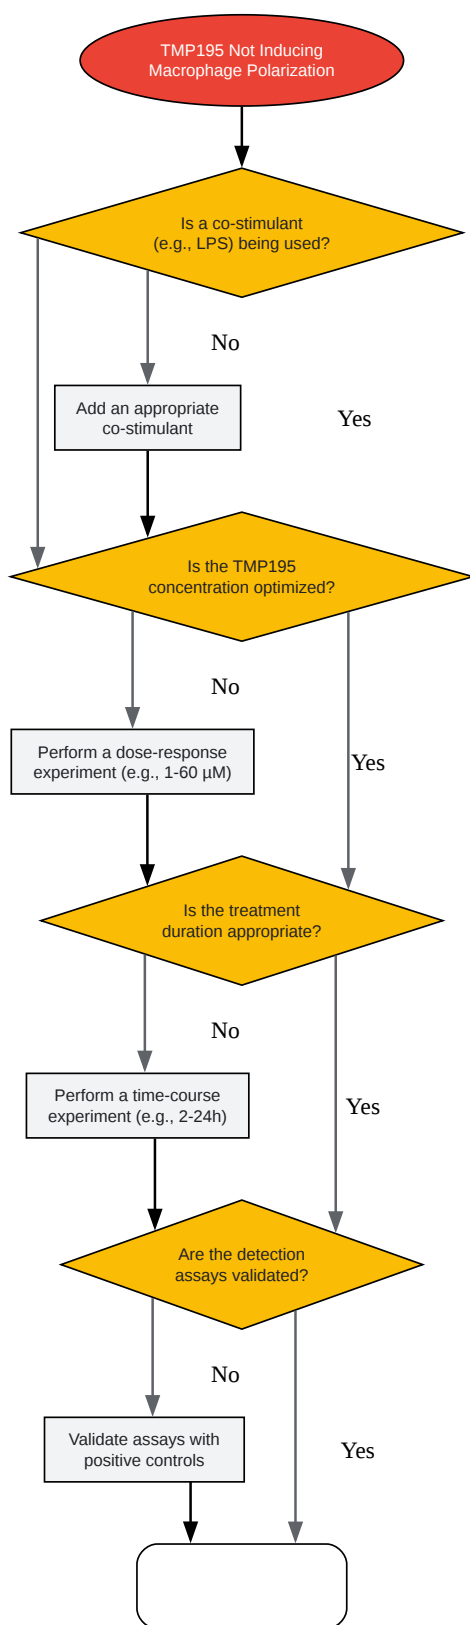 TMP195 Not Inducing
Macrophage Polarization
Is a co-stimulant
(e.g., LPS) being used?
No
Add an appropriate
co-stimulant
Yes
Is the TMP195
concentration optimized?
No
Perform a dose-response
experiment (e.g., 1-60 µM)
Yes
Is the treatment
duration appropriate?
No
Perform a time-course
experiment (e.g., 2-24h)
Yes
Are the detection
assays validated?
No
Validate assays with
positive controls
Yes